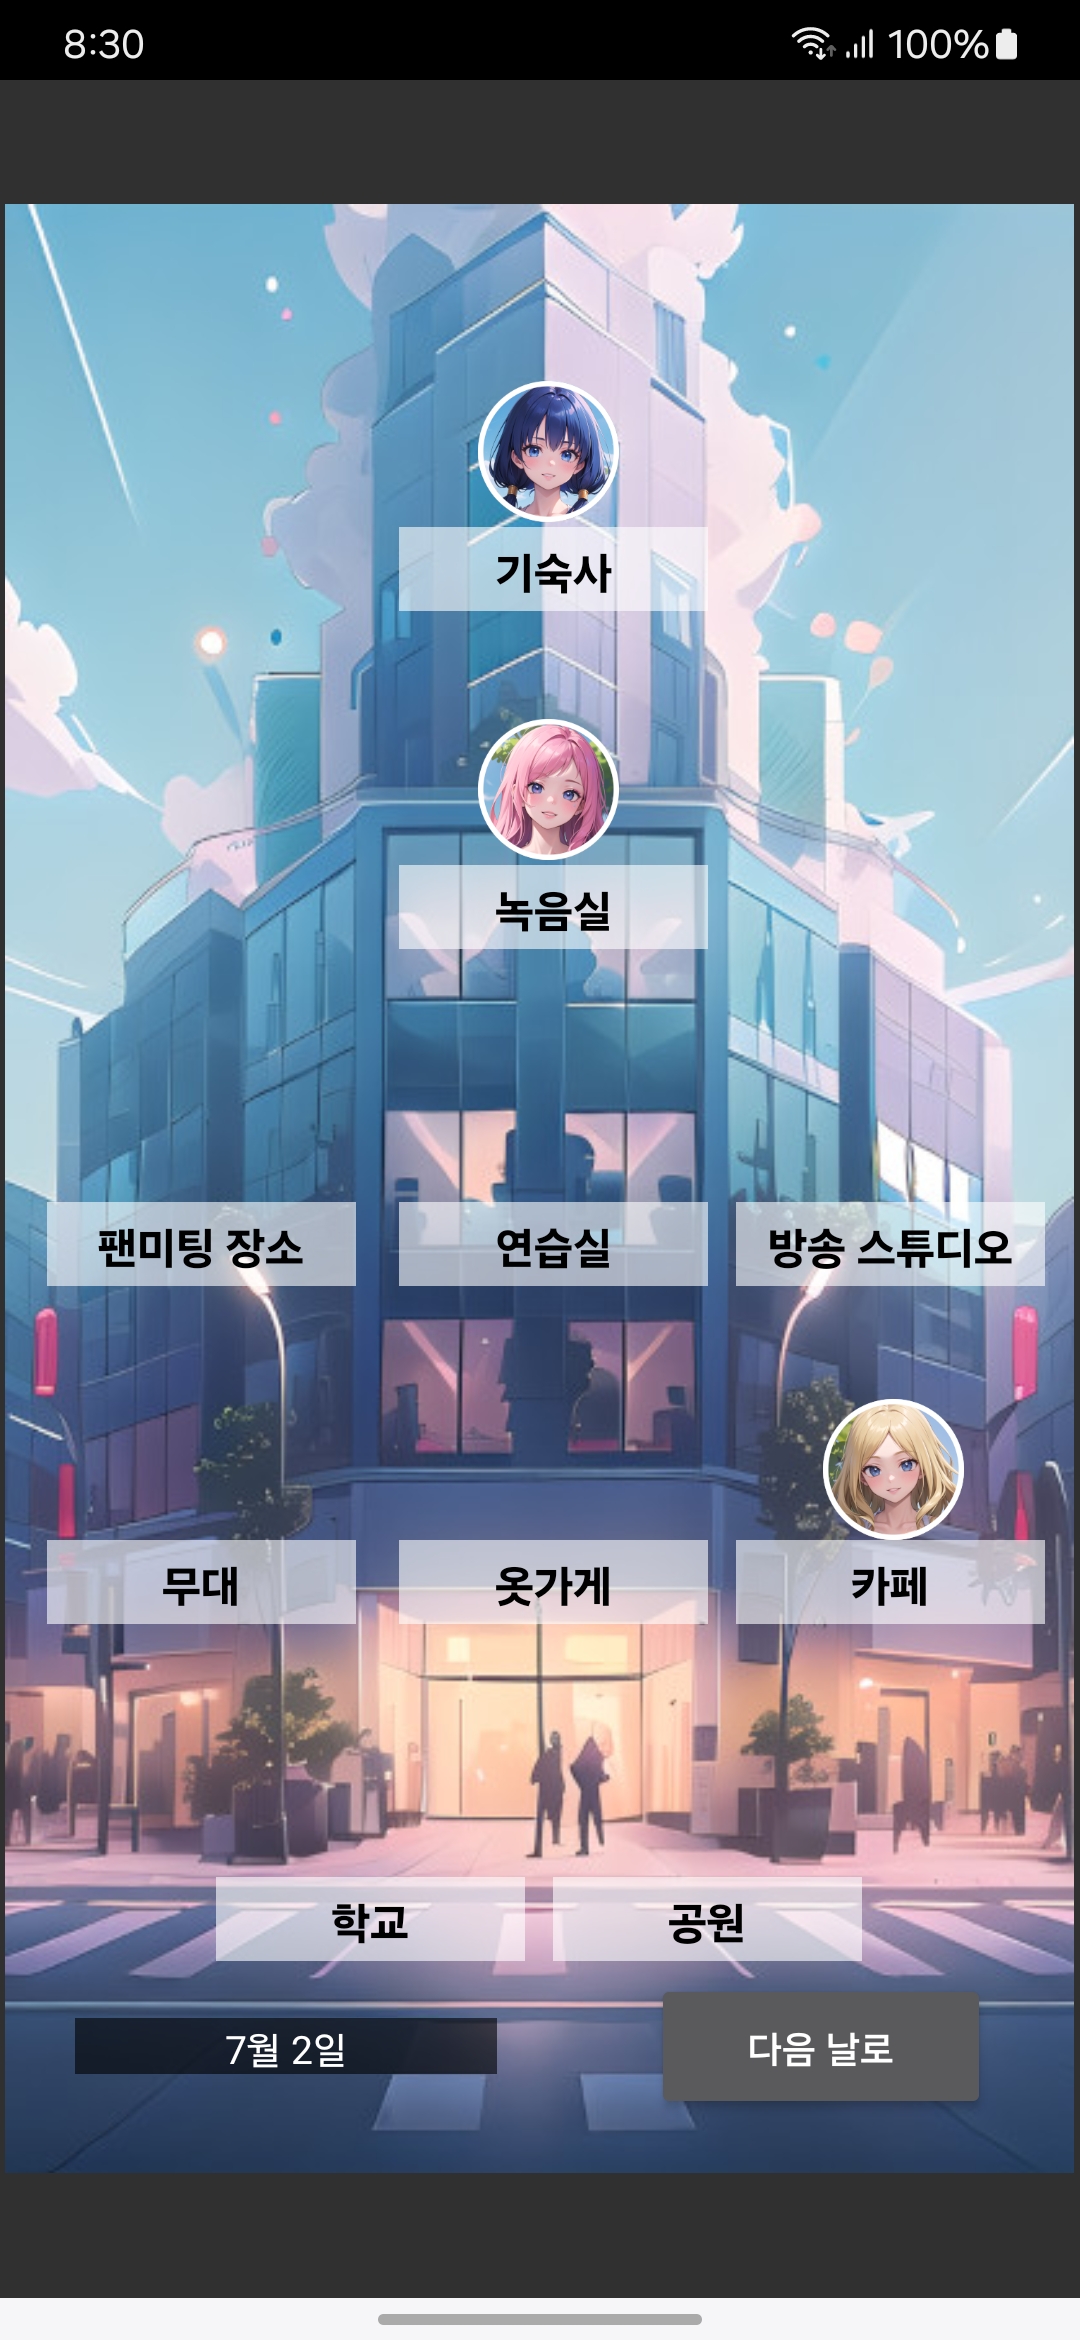 8:30
100%
기숙사
녹음실
팬미팅 장소
연습실
방송 스튜디오
무대
옷가게
카페
학교
공원
7월 2일
다음 날로